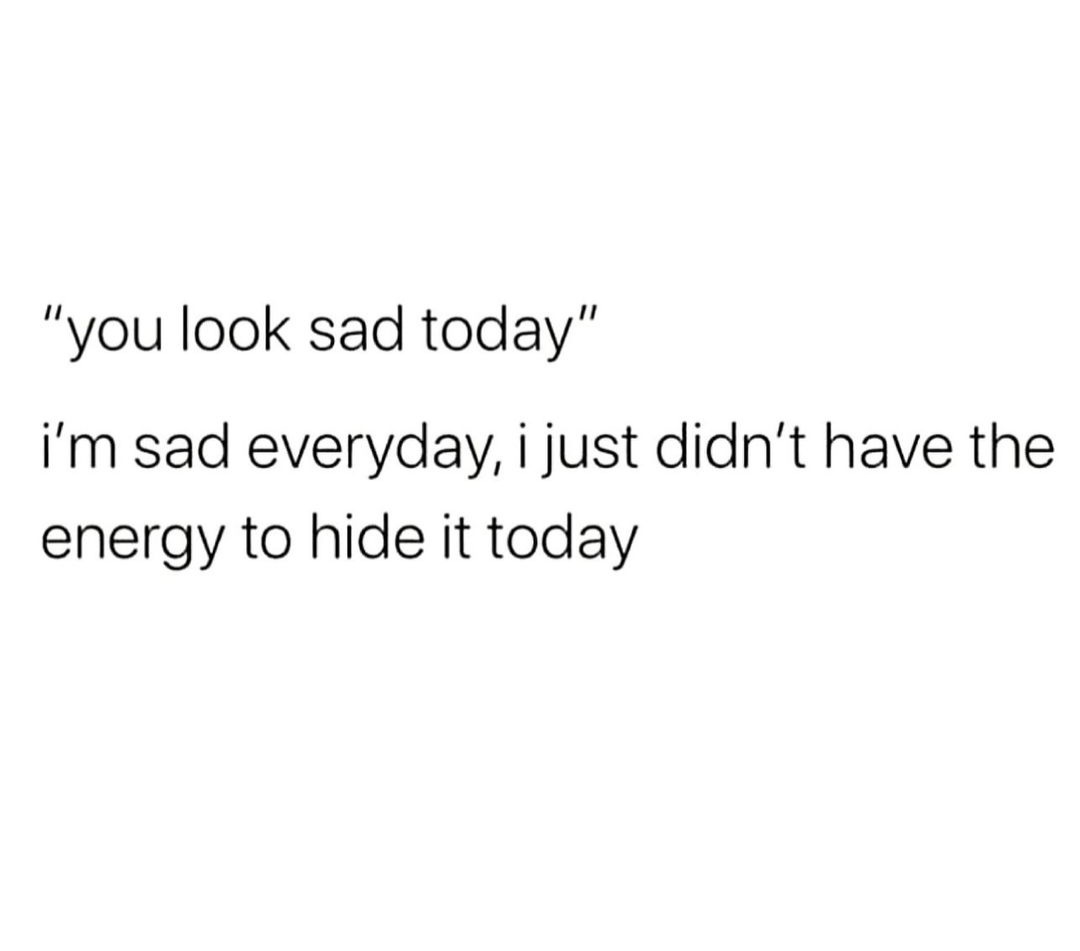 "you look sad today"
i'm sad everyday, i just didn't have the
energy to hide it today